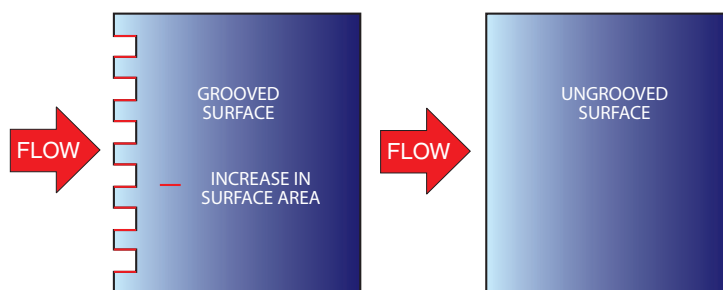 FLOW
GROOVED
SURFACE
INCREASE IN
SURFACE AREA
FLOW
UNGROOVED
SURFACE